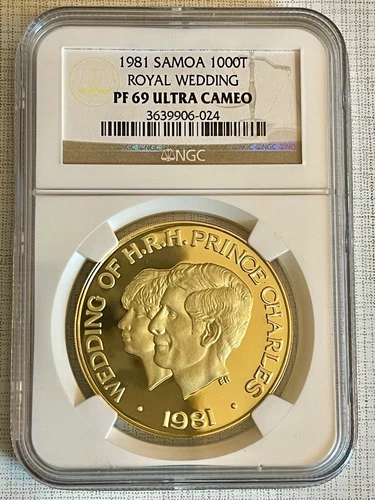 1981 SAMOA 1000T
ROYAL WEDDING
PF 69 ULTRA CAMEO
3639906-024
NGC
WEDDING OF H.R.H. PRINCE CHARLES
· 1981 ·